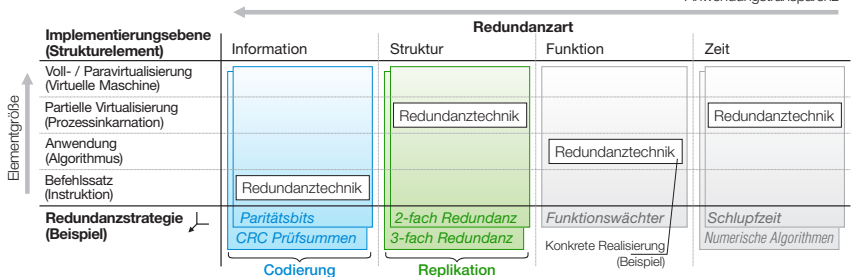 Anwendungstransparenz
Redundanzart
Implementierungsebene
(Strukturelement)
Information
Struktur
Funktion
Zeit
Elementgröße
Voll- / Paravirtualisierung
(Virtuelle Maschine)
Partielle Virtualisierung
(Prozessinkarnation)
Redundanztechnik
Redundanztechnik
Anwendung
(Algorithmus)
Redundanztechnik
Befehlssatz
(Instruktion)
Redundanztechnik
Redundanzstrategie
(Beispiel)
Paritätsbits
2-fach Redundanz
Funktionswächter
Schlupfzeit
CRC Prüfsummen
3-fach Redundanz
Konkrete Realisierung
(Beispiel)
Numerische Algorithmen
Codierung
Replikation